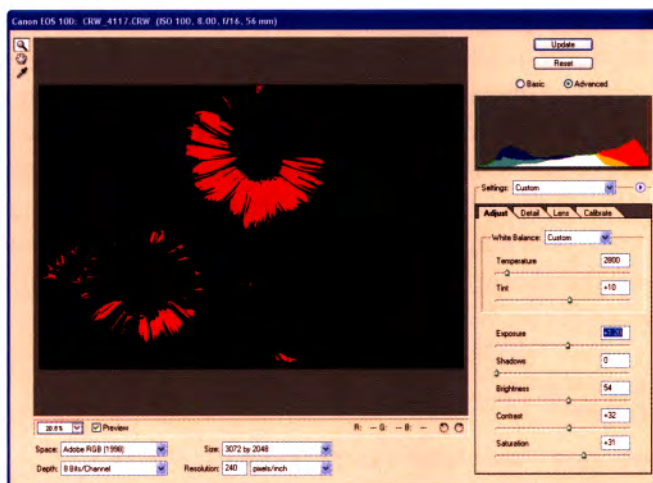 Canon EOS 10D: CRW_4117.CRW (ISO 100, 8.00, f/16, 56 mm)
Update
Reset
Basic Advanced
Settings: Custom
Adjust Detail Lens Calibrate
White Balance: Custom
Temperature 2800
Tint +10
Exposure
Shadows 0
Brightness 54
Contrast +32
Saturation +31
Preview R: -- G: -- B: --
Space: Adobe RGB (1998) Size: 3072 by 2048
Depth: 8 Bits/Channel Resolution: 240 pixels/inch